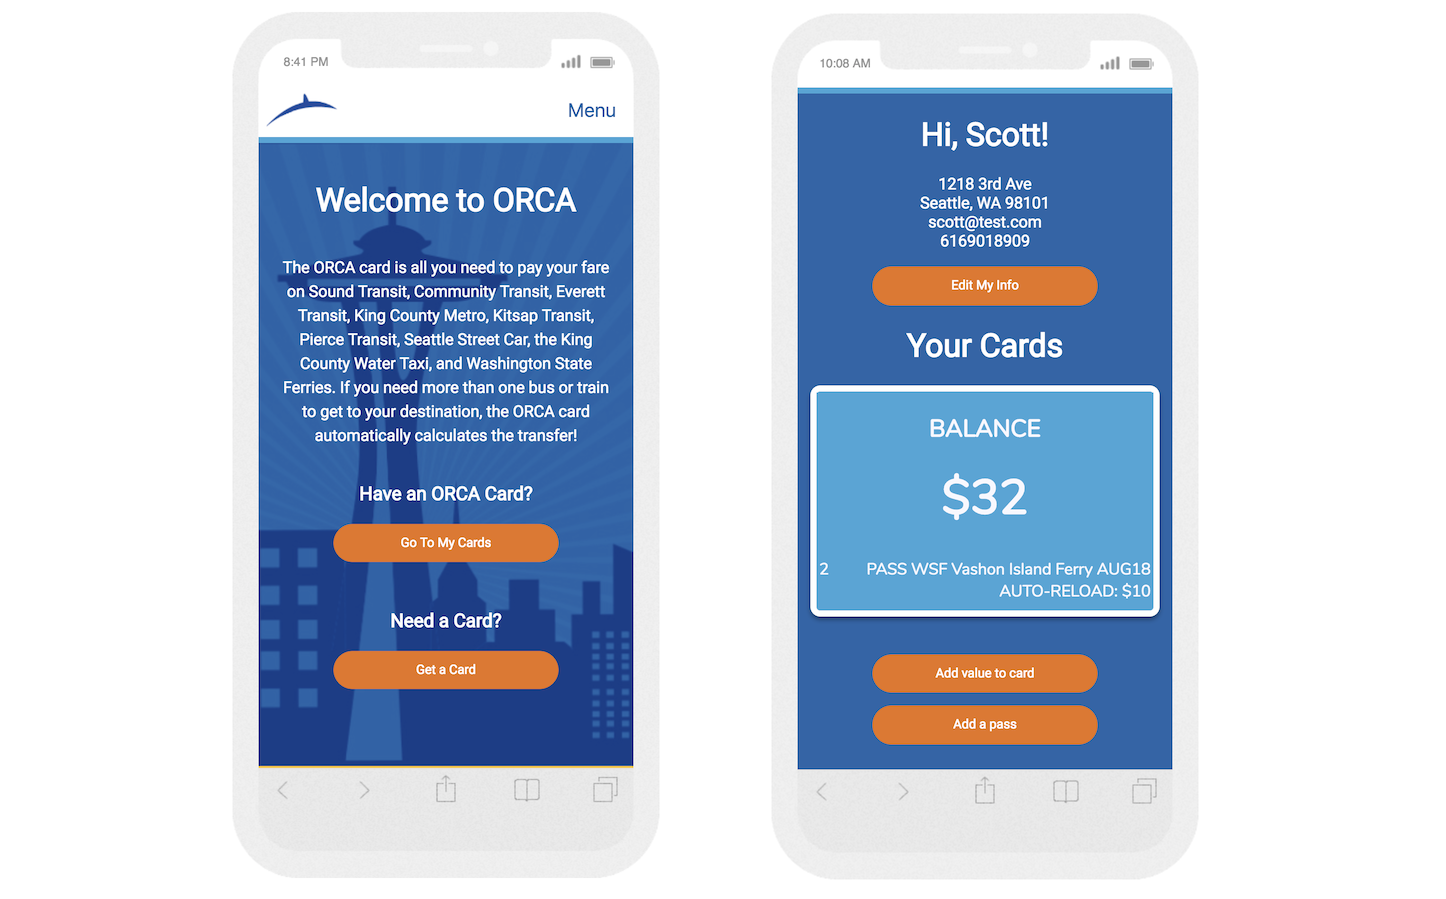 8:41 PM
Menu
Welcome to ORCA
The ORCA card is all you need to pay your fare
on Sound Transit, Community Transit, Everett
Transit, King County Metro, Kitsap Transit,
Pierce Transit, Seattle Street Car, the King
County Water Taxi, and Washington State
Ferries. If you need more than one bus or train
to get to your destination, the ORCA card
automatically calculates the transfer!
Have an ORCA Card?
Go To My Cards
Need a Card?
Get a Card
10:08 AM
Hi, Scott!
1218 3rd Ave
Seattle, WA 98101
scott@test.com
6169018909
Edit My Info
Your Cards
BALANCE
$32
2 PASS WSF Vashon Island Ferry AUG18
AUTO-RELOAD: $10
Add value to card
Add a pass